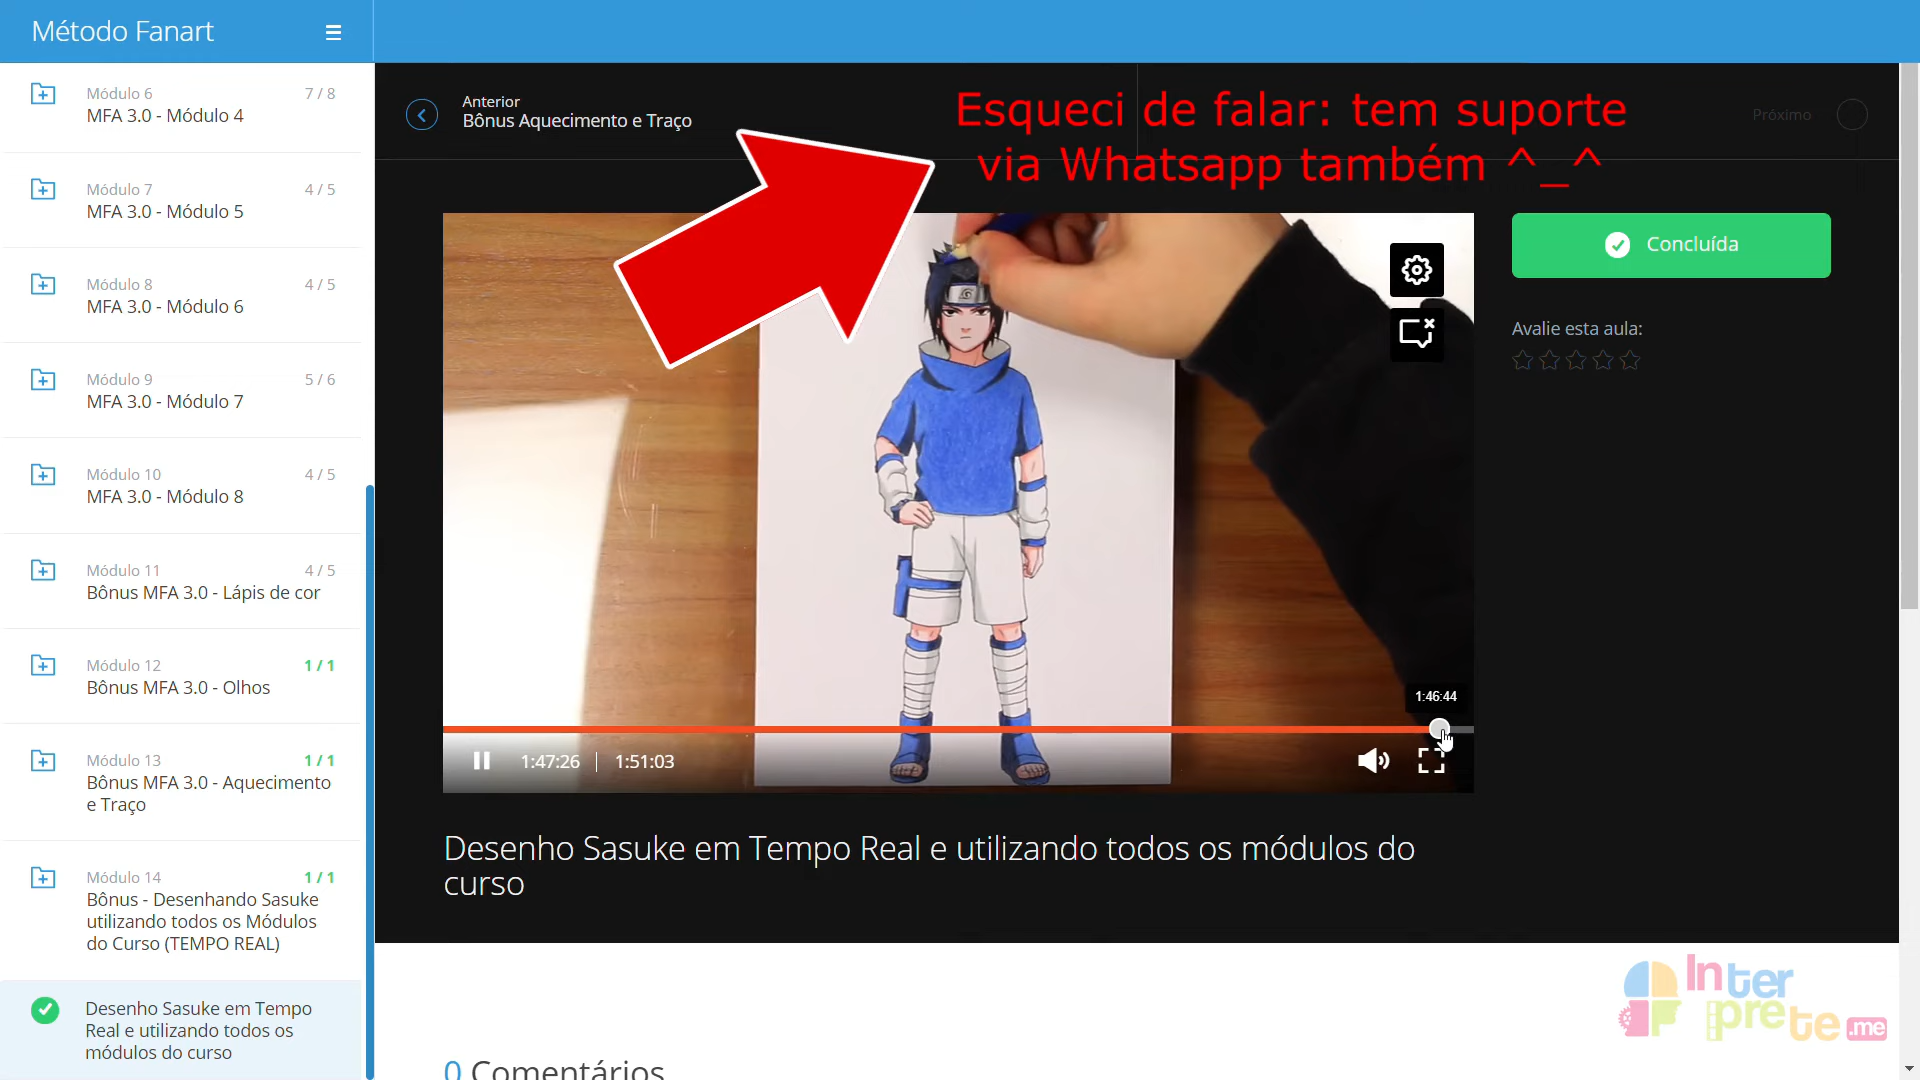 Método Fanart
Módulo 6
7 / 8
MFA 3.0 - Módulo 4
Módulo 7
4 / 5
MFA 3.0 - Módulo 5
Módulo 8
4 / 5
MFA 3.0 - Módulo 6
Módulo 9
5 / 6
MFA 3.0 - Módulo 7
Módulo 10
4 / 5
MFA 3.0 - Módulo 8
Módulo 11
4 / 5
Bônus MFA 3.0 - Lápis de cor
Módulo 12
1 / 1
Bônus MFA 3.0 - Olhos
Módulo 13
1 / 1
Bônus MFA 3.0 - Aquecimento
e Traço
Módulo 14
1 / 1
Bônus - Desenhando Sasuke
utilizando todos os Módulos
do Curso (TEMPO REAL)
Desenho Sasuke em Tempo
Real e utilizando todos os
módulos do curso
Anterior
Bônus Aquecimento e Traço
Esqueci de falar: tem suporte
via Whatsapp também ^_^
Próximo
Concluída
Avalie esta aula:
1:46:44
1:47:26
1:51:03
Desenho Sasuke em Tempo Real e utilizando todos os módulos do
curso
0 Comentários
Inter
prete
.me